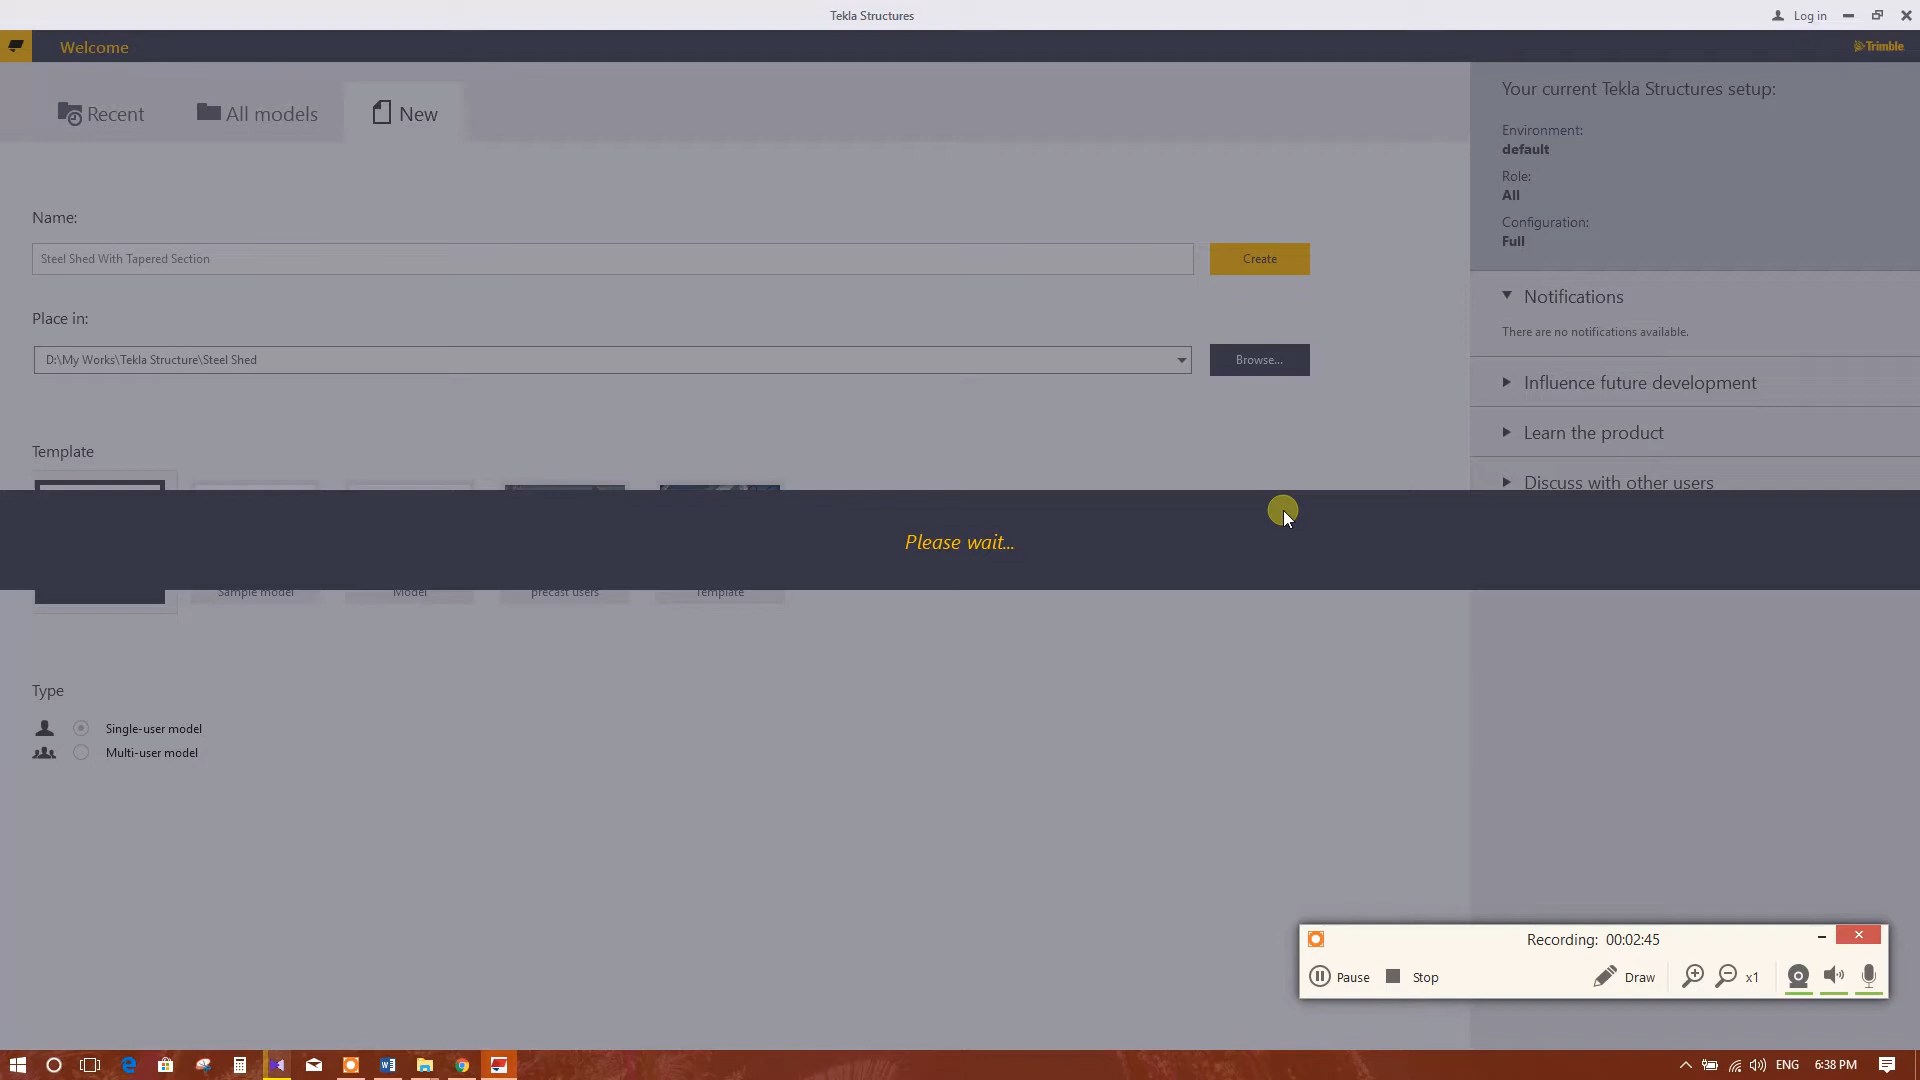 Tekla Structures
Log in
Welcome
Trimble
Recent
All models
New
Name:
Steel Shed With Tapered Section
Create
Place in:
D:\My Works\Tekla Structure\Steel Shed
Browse...
Template
Please wait...
Sample model
Model
precast users
Template
Type
Single-user model
Multi-user model
Your current Tekla Structures setup:
Environment:
default
Role:
All
Configuration:
Full
Notifications
There are no notifications available.
Influence future development
Learn the product
Discuss with other users
Recording: 00:02:45
Pause
Stop
Draw
x1
ENG
6:38 PM